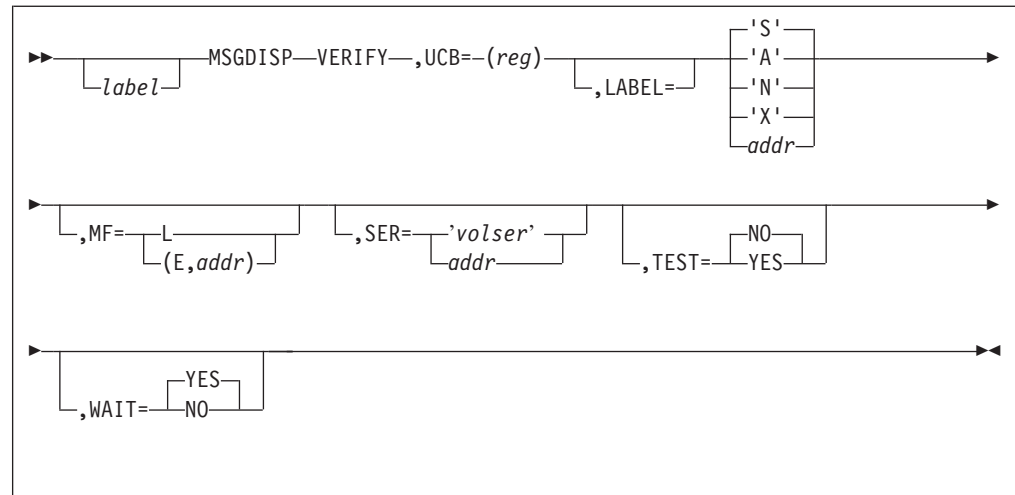 'S'
MSGDISP VERIFY ,UCB= (reg) 'A'
label ,LABEL= 'N'
'X'
addr
,MF= L ,SER= 'volser' NO
(E,addr) addr ,TEST= YES
YES
,WAIT= NO